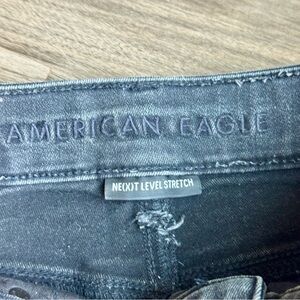 AMERICAN EAGLE
NE(X)T LEVEL STRETCH